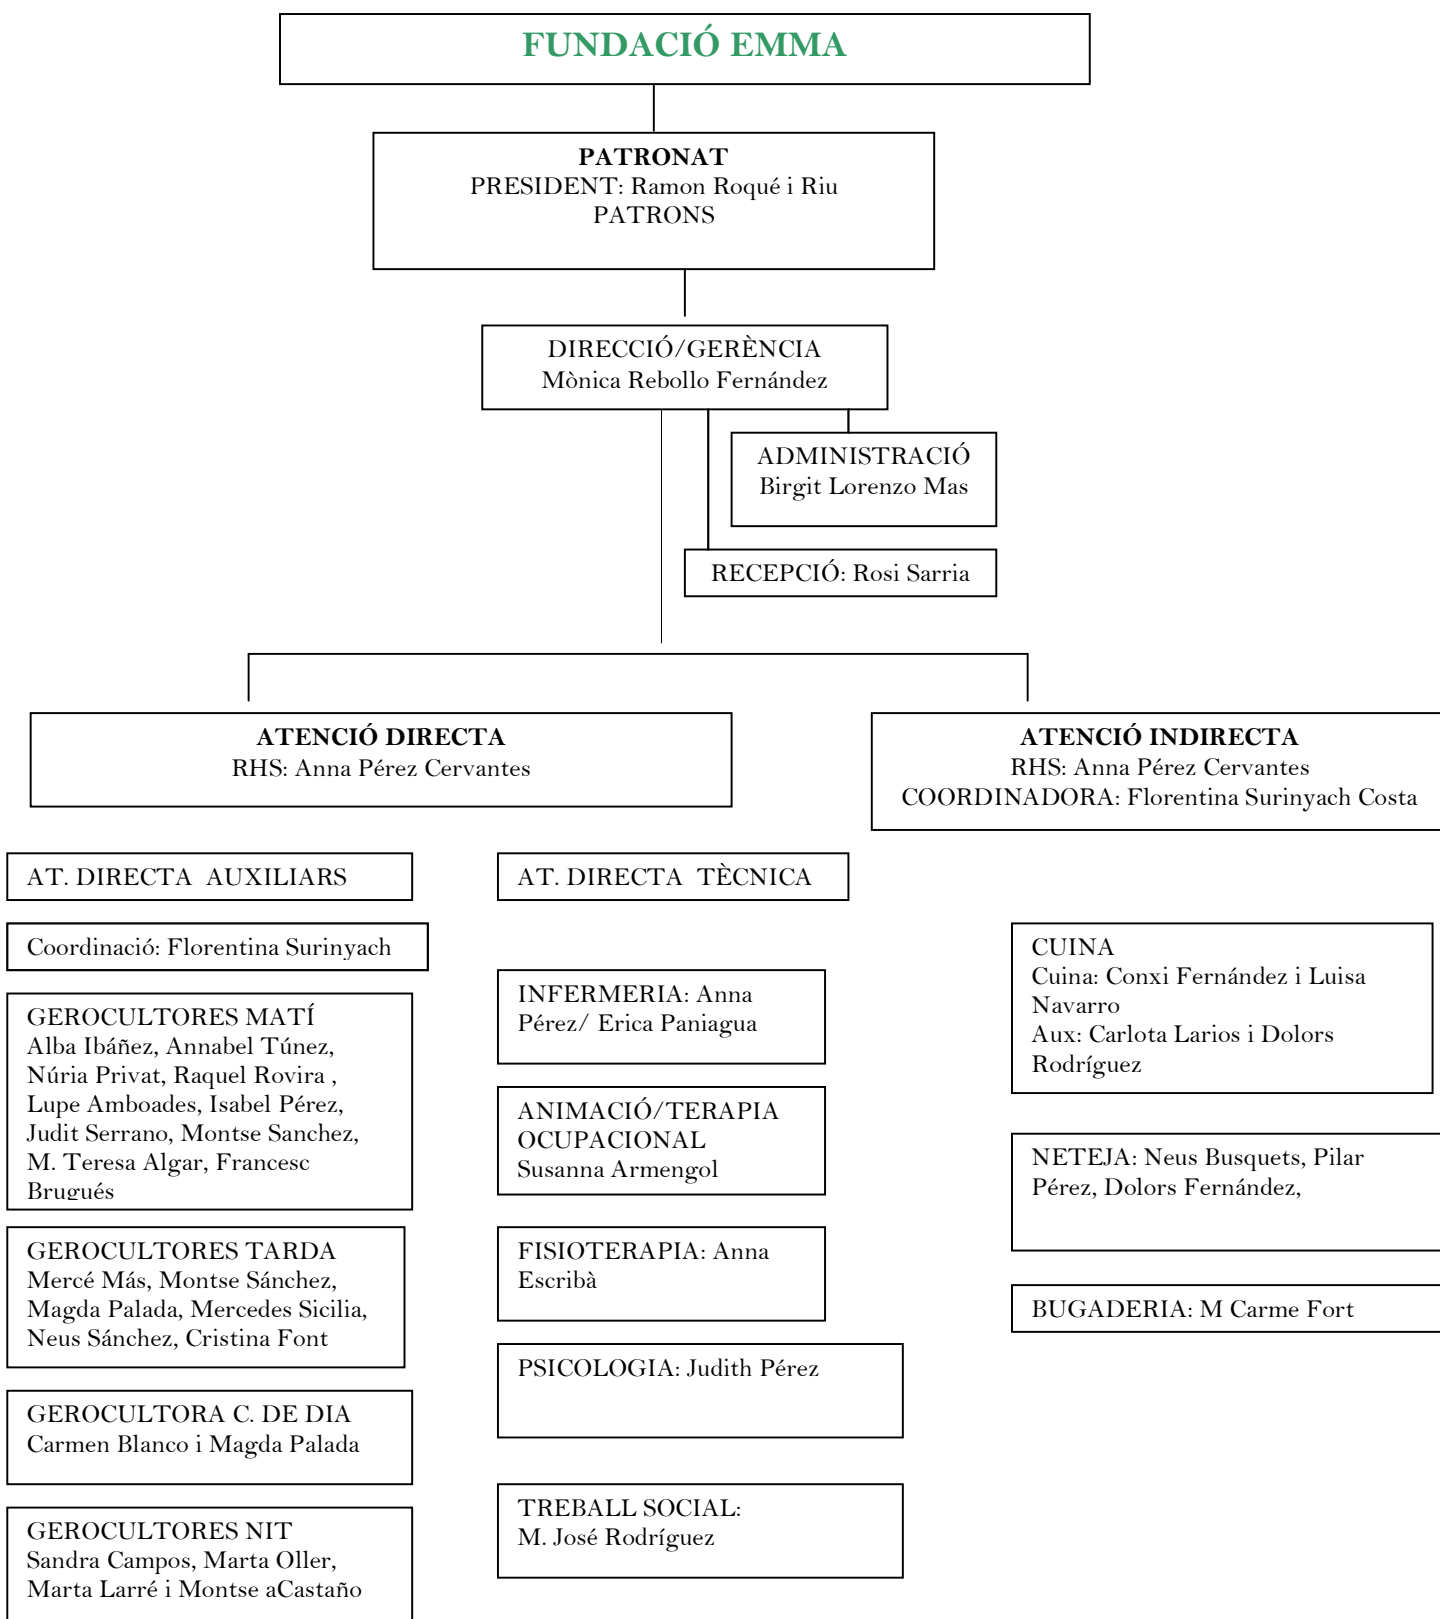 FUNDACIÓ EMMA
PATRONAT
PRESIDENT: Ramon Roqué i Riu
PATRONS
DIRECCIÓ/GERÈNCIA
Mònica Rebollo Fernández
ADMINISTRACIÓ
Birgit Lorenzo Mas
RECEPCIÓ: Rosi Sarria
ATENCIÓ DIRECTA
RHS: Anna Pérez Cervantes
ATENCIÓ INDIRECTA
RHS: Anna Pérez Cervantes
COORDINADORA: Florentina Surinyach Costa
AT. DIRECTA  AUXILIARS
Coordinació: Florentina Surinyach
GEROCULTORES MATÍ
Alba Ibáñez, Annabel Túnez,
Núria Privat, Raquel Rovira ,
Lupe Amboades, Isabel Pérez,
Judit Serrano, Montse Sanchez,
M. Teresa Algar, Francesc
Brugués
GEROCULTORES TARDA
Mercé Más, Montse Sánchez,
Magda Palada, Mercedes Sicilia,
Neus Sánchez, Cristina Font
GEROCULTORA C. DE DIA
Carmen Blanco i Magda Palada
GEROCULTORES NIT
Sandra Campos, Marta Oller,
Marta Larré i Montse aCastaño
AT. DIRECTA  TÈCNICA
INFERMERIA: Anna
Pérez/ Erica Paniagua
ANIMACIÓ/TERAPIA
OCUPACIONAL
Susanna Armengol
FISIOTERAPIA: Anna
Escribà
PSICOLOGIA: Judith Pérez
TREBALL SOCIAL:
M. José Rodríguez
CUINA
Cuina: Conxi Fernández i Luisa
Navarro
Aux: Carlota Larios i Dolors
Rodríguez
NETEJA: Neus Busquets, Pilar
Pérez, Dolors Fernández,
BUGADERIA: M Carme Fort